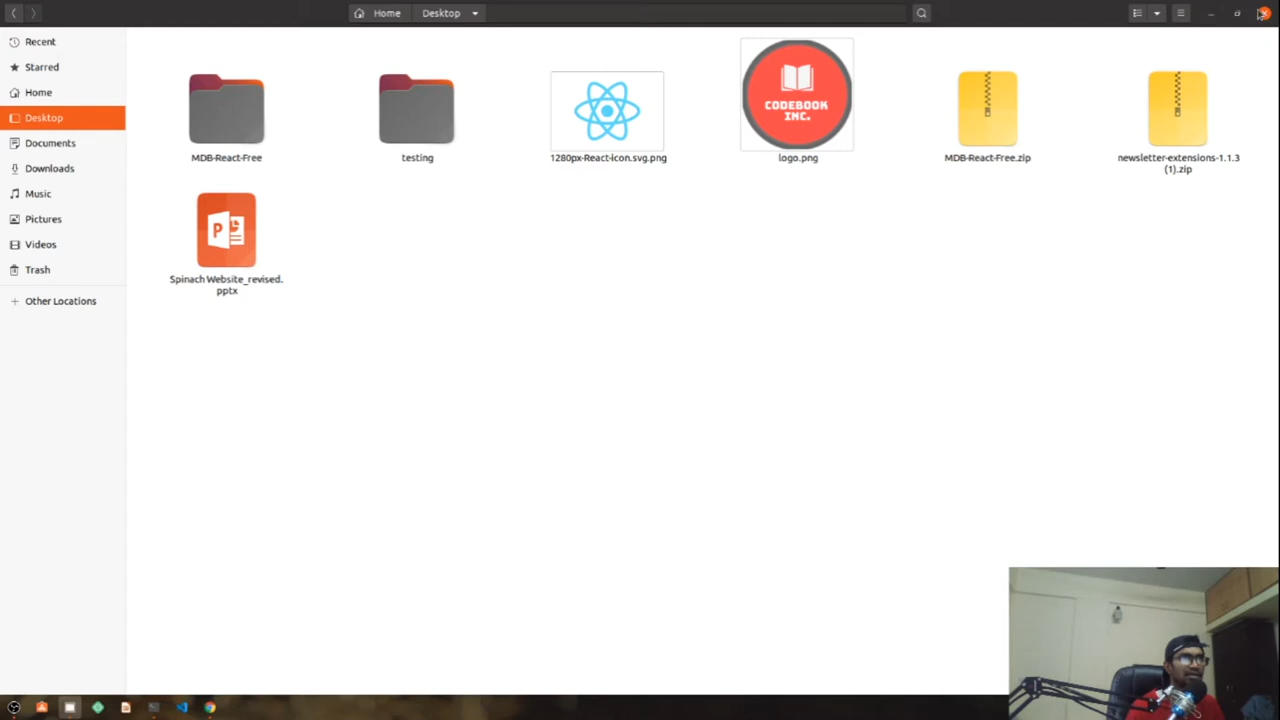 Home
Desktop
Recent
Starred
Home
Desktop
Documents
Downloads
Music
Pictures
Videos
Trash
Other Locations
CODEBOOK
INC.
MDB-React-Free
testing
1280px-React-icon.svg.png
logo.png
MDB-React-Free.zip
newsletter-extensions-1.1.3
(1).zip
P
Spinach Website_revised.
pptx